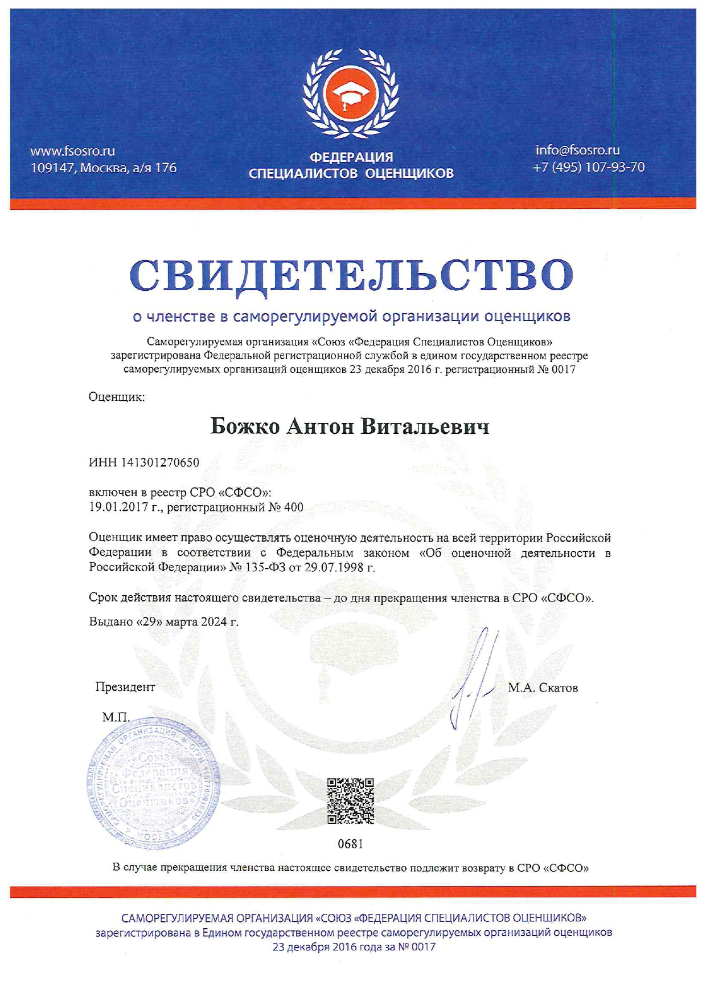 www.fsosro.ru
109147, Москва, а/я 176
ФЕДЕРАЦИЯ
СПЕЦИАЛИСТОВ ОЦЕНЩИКОВ
info@fsosro.ru
+7 (495) 107-93-70
СВИДЕТЕЛЬСТВО
о членстве в саморегулируемой организации оценщиков
Саморегулируемая организация «Союз «Федерация Специалистов Оценщиков»
зарегистрирована Федеральной регистрационной службой в едином государственном реестре
саморегулируемых организаций оценщиков 23 декабря 2016 г. регистрационный № 0017
Оценщик:
Божко Антон Витальевич
ИНН 141301270650
включен в реестр СРО «СФСО»:
19.01.2017 г., регистрационный № 400
Оценщик имеет право осуществлять оценочную деятельность на всей территории Российской
Федерации в соответствии с Федеральным законом «Об оценочной деятельности в
Российской Федерации» № 135-ФЗ от 29.07.1998 г.
Срок действия настоящего свидетельства – до дня прекращения членства в СРО «СФСО».
Выдано «29» марта 2024 г.
Президент
М.А. Скатов
М.П.
САМОРЕГУЛИРУЕМАЯ ОРГАНИЗАЦИЯ
ОГРН
«Союз
Федерация
Специалистов
Оценщиков»
МОСКВА
0681
В случае прекращения членства настоящее свидетельство подлежит возврату в СРО «СФСО»
САМОРЕГУЛИРУЕМАЯ ОРГАНИЗАЦИЯ «СОЮЗ «ФЕДЕРАЦИЯ СПЕЦИАЛИСТОВ ОЦЕНЩИКОВ»
зарегистрирована в Едином государственном реестре саморегулируемых организаций оценщиков
23 декабря 2016 года за № 0017